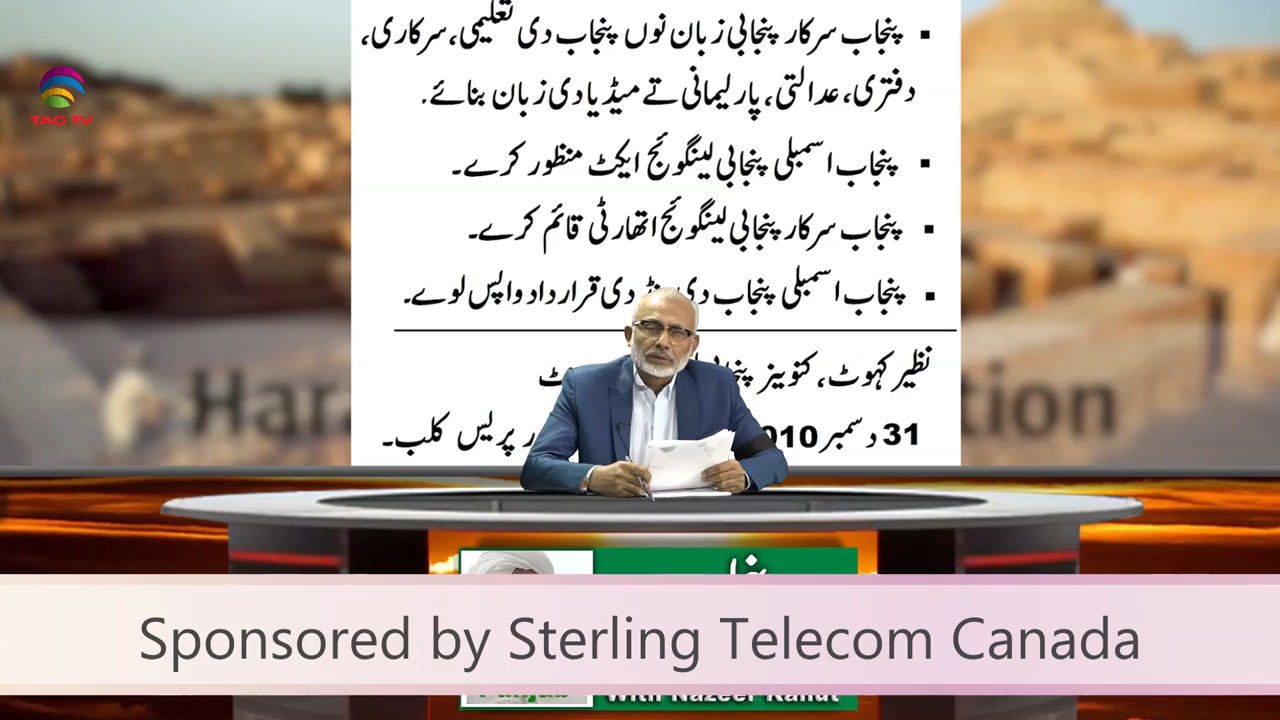 پنجاب سرکار پنجابی زبان نوں پنجاب دی تعلیمی، سرکاری،
دفتری، عدالتی، پارلیمانی تے میڈیا دی زبان بنائے.
پنجاب اسمبلی پنجابی لینگوئج ایکٹ منظور کرے۔
پنجاب سرکار پنجابی لینگوئج اتھارٹی قائم کرے۔
پنجاب اسمبلی پنجاب دی دی قرارداد واپس لوے۔
نظیر کہوٹ، کنوینر
31 دسمبر 2010 پریس کلب۔
TAG TV
Sponsored by Sterling Telecom Canada
With Nazeer Kahut